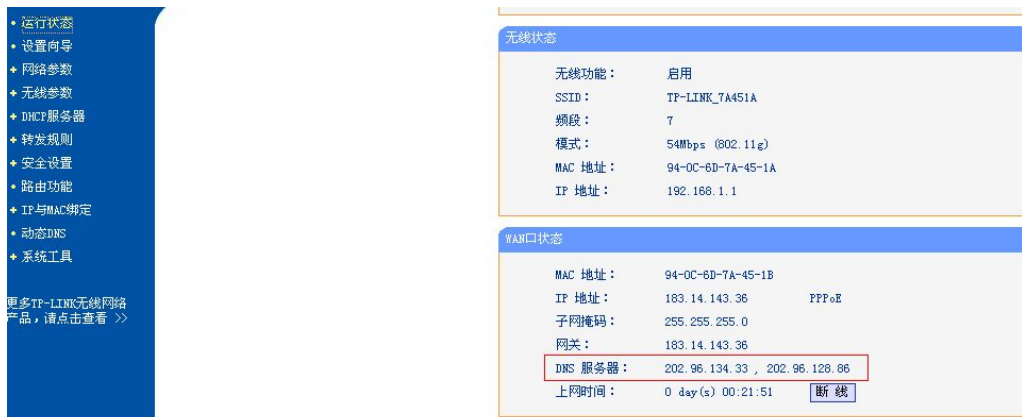 运行状态
设置向导
网络参数
无线参数
DHCP服务器
转发规则
安全设置
路由功能
IP与MAC绑定
动态DNS
系统工具
更多TP-LINK无线网络
产品，请点击查看 >>
无线状态
无线功能： 启用
SSID： TP-LINK_7A451A
频段： 7
模式： 54Mbps (802.11g)
MAC 地址： 94-0C-6D-7A-45-1A
IP 地址： 192.168.1.1
WAN口状态
MAC 地址： 94-0C-6D-7A-45-1B
IP 地址： 183.14.143.36 PPPoE
子网掩码： 255.255.255.0
网关： 183.14.143.36
DNS 服务器： 202.96.134.33 , 202.96.128.86
上网时间： 0 day(s) 00:21:51 断 线